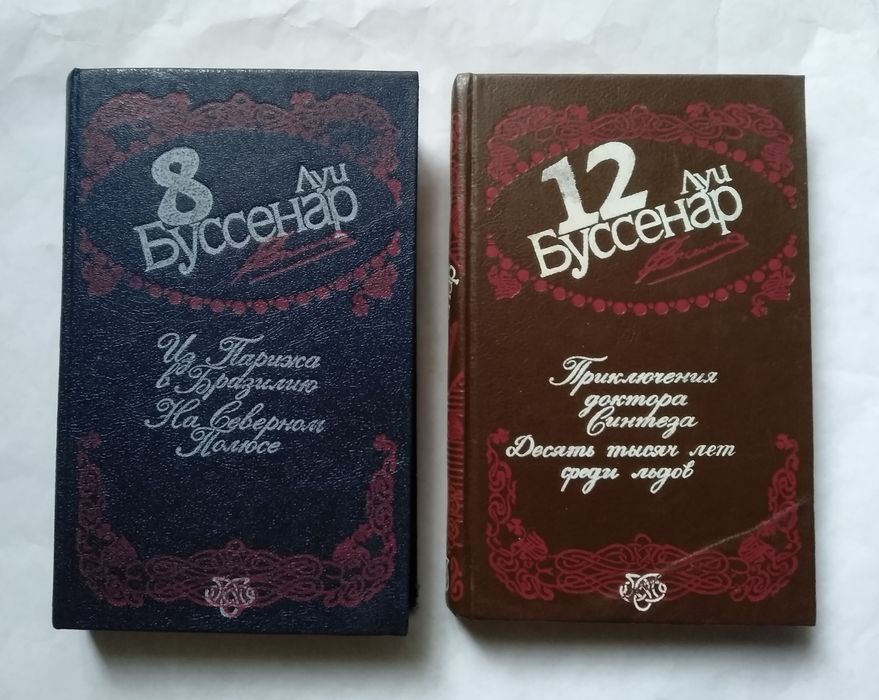 8
Луи
Буссенар
Из Парижа
в Бразилию
На Северном
Полюсе
12
Луи
Буссенар
Приключения
доктора
Синтеза
Десять тысяч лет
среди льдов